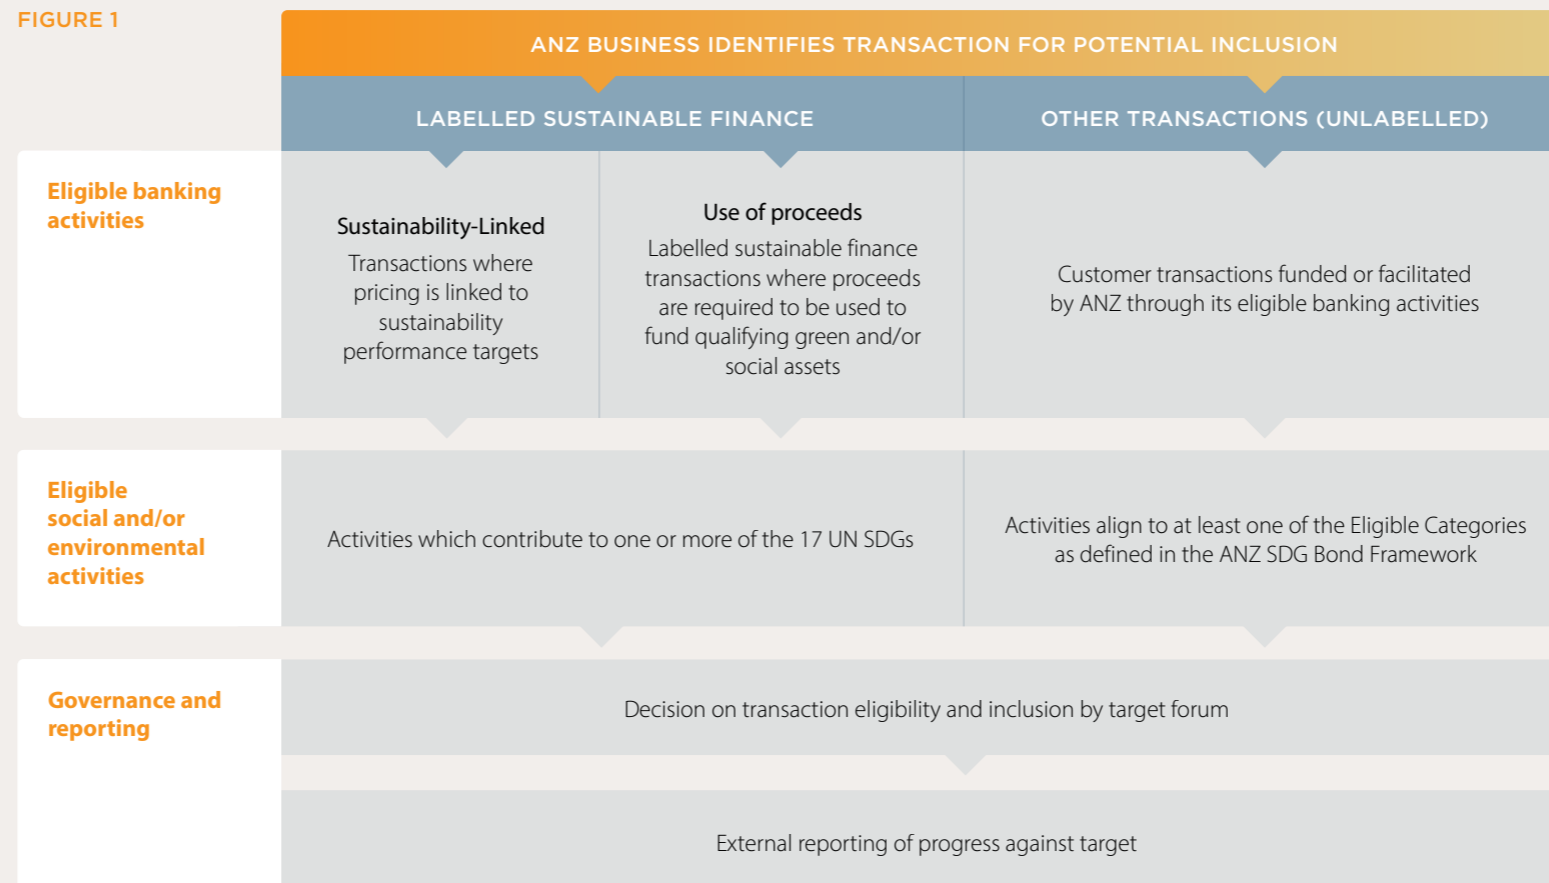 FIGURE 1
ANZ BUSINESS IDENTIFIES TRANSACTION FOR POTENTIAL INCLUSION
LABELLED SUSTAINABLE FINANCE
OTHER TRANSACTIONS (UNLABELLED)
Eligible banking
activities
Sustainability-Linked
Transactions where
pricing is linked to
sustainability
performance targets
Use of proceeds
Labelled sustainable finance
transactions where proceeds
are required to be used to
fund qualifying green and/or
social assets
Customer transactions funded or facilitated
by ANZ through its eligible banking activities
Eligible
social and/or
environmental
activities
Activities which contribute to one or more of the 17 UN SDGs
Activities align to at least one of the Eligible Categories
as defined in the ANZ SDG Bond Framework
Governance and
reporting
Decision on transaction eligibility and inclusion by target forum
External reporting of progress against target